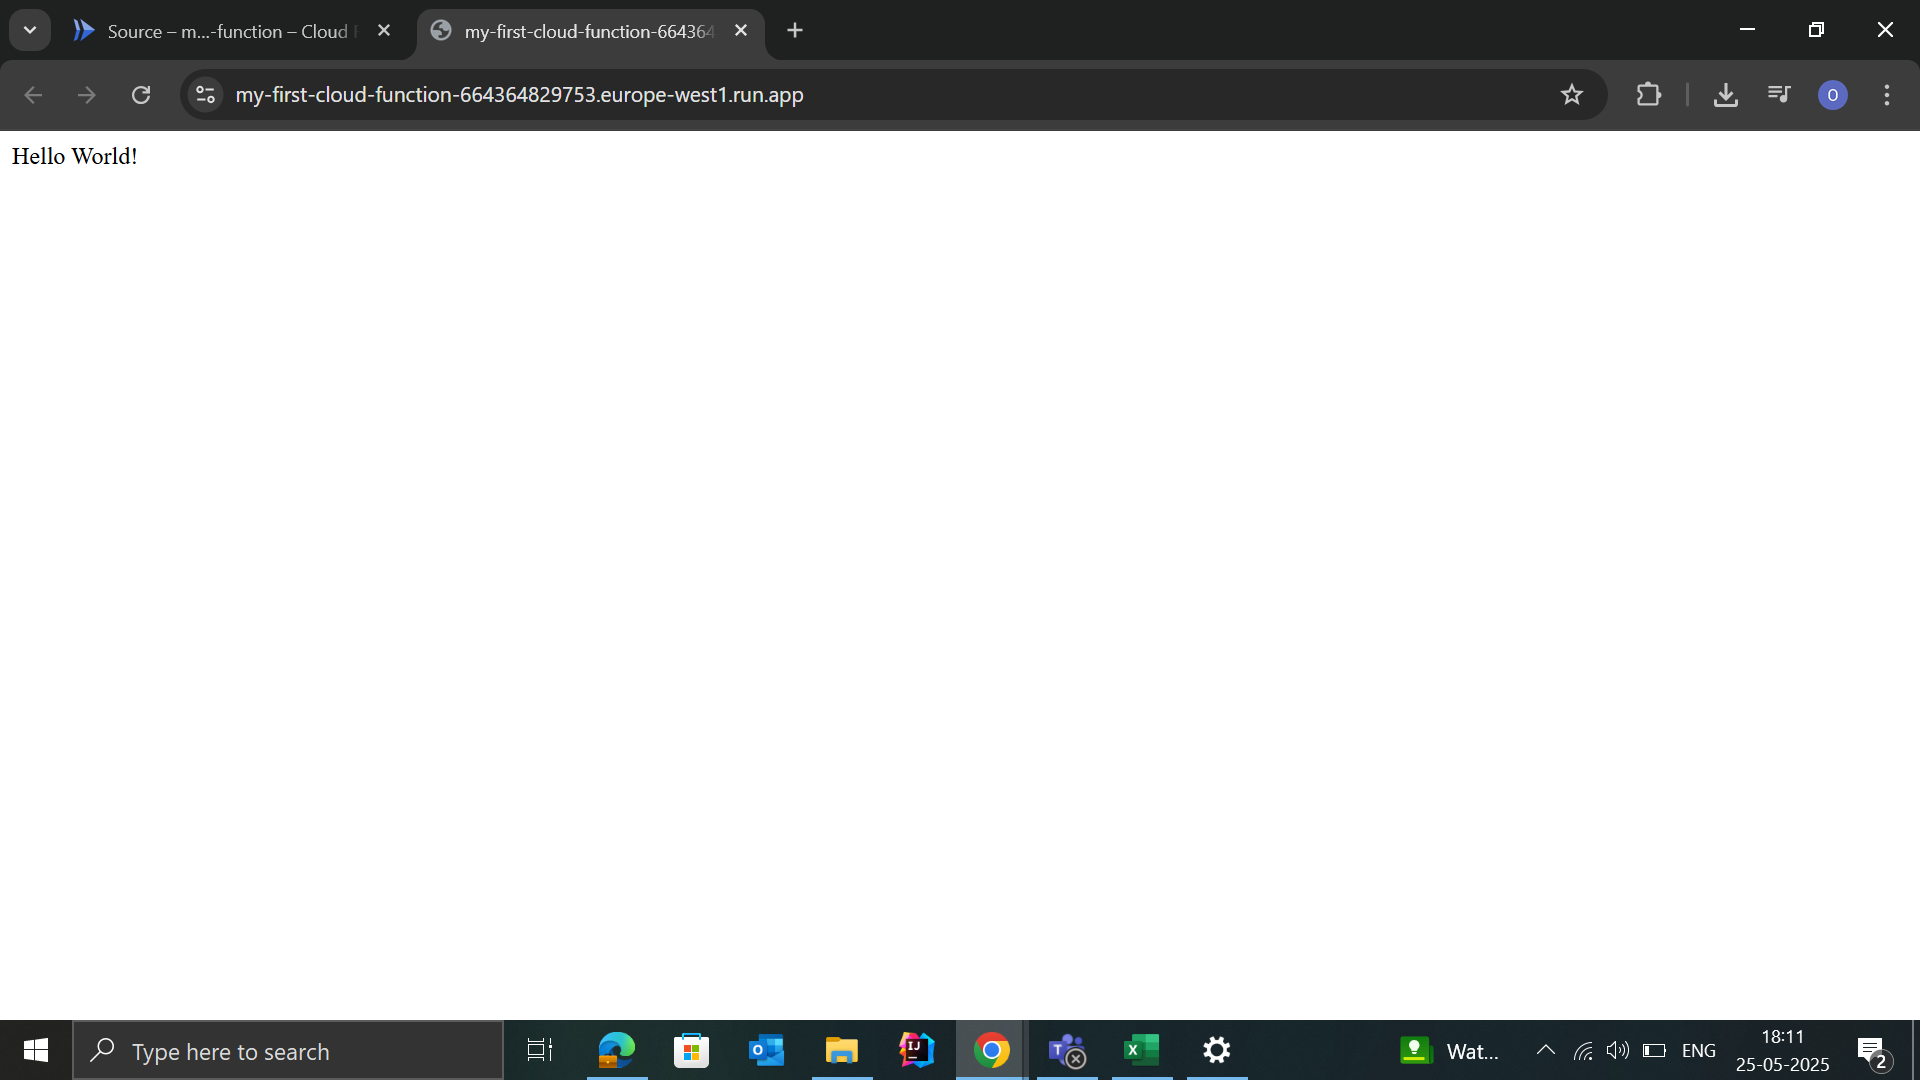 Source – m...-function – Cloud
my-first-cloud-function-664364
my-first-cloud-function-664364829753.europe-west1.run.app
O
Hello World!
Type here to search
Wat...
ENG
18:11
25-05-2025
2